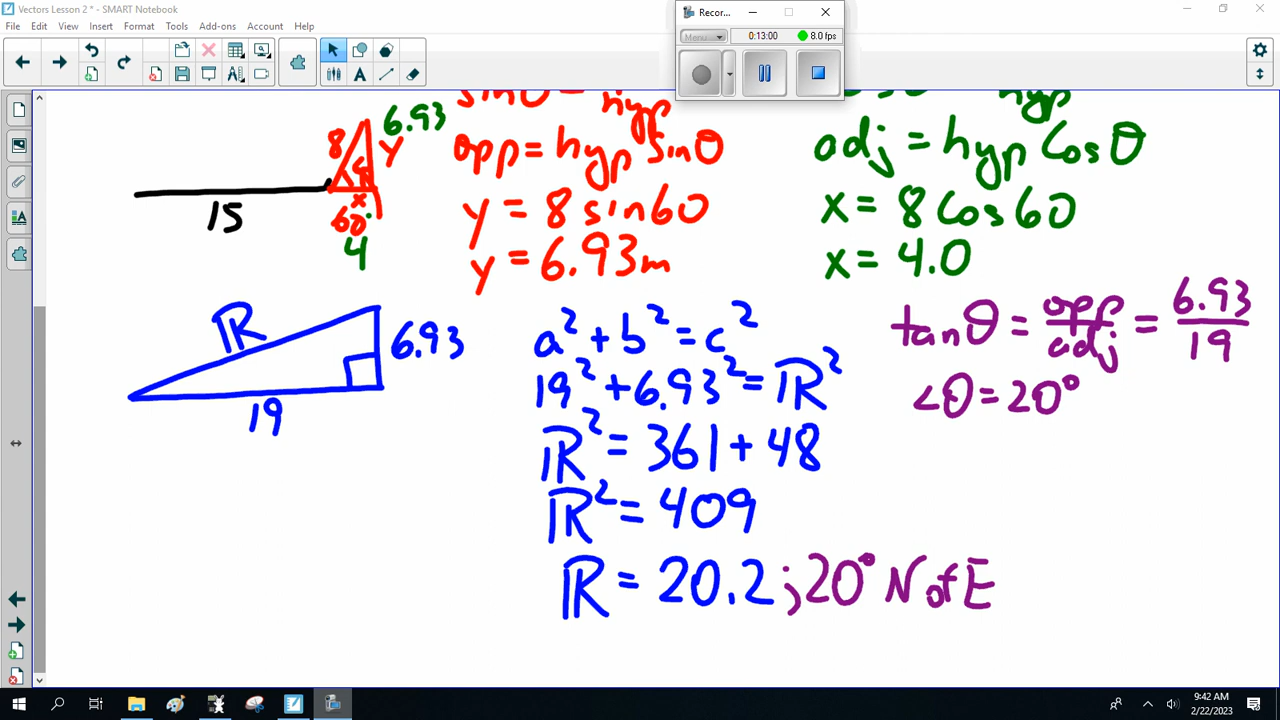 Vectors Lesson 2 * - SMART Notebook
File Edit View Insert Format Tools Add-ons Account Help
Recor...
Menu
0:13:00 8.0 fps
sinθ = hyp
hyp
opp = hyp sinθ
adj = hyp Cosθ
y = 8 sin60
x = 8 Cos60
y = 6.93m
x = 4.0
8
6.93
y
x
60°
4
15
R
6.93
19
a² + b² = c²
19² + 6.93² = R²
R² = 361 + 48
R² = 409
R = 20.2 ; 20° N of E
tanθ = opp/adj = 6.93/19
<θ = 20°
9:42 AM
2/22/2023